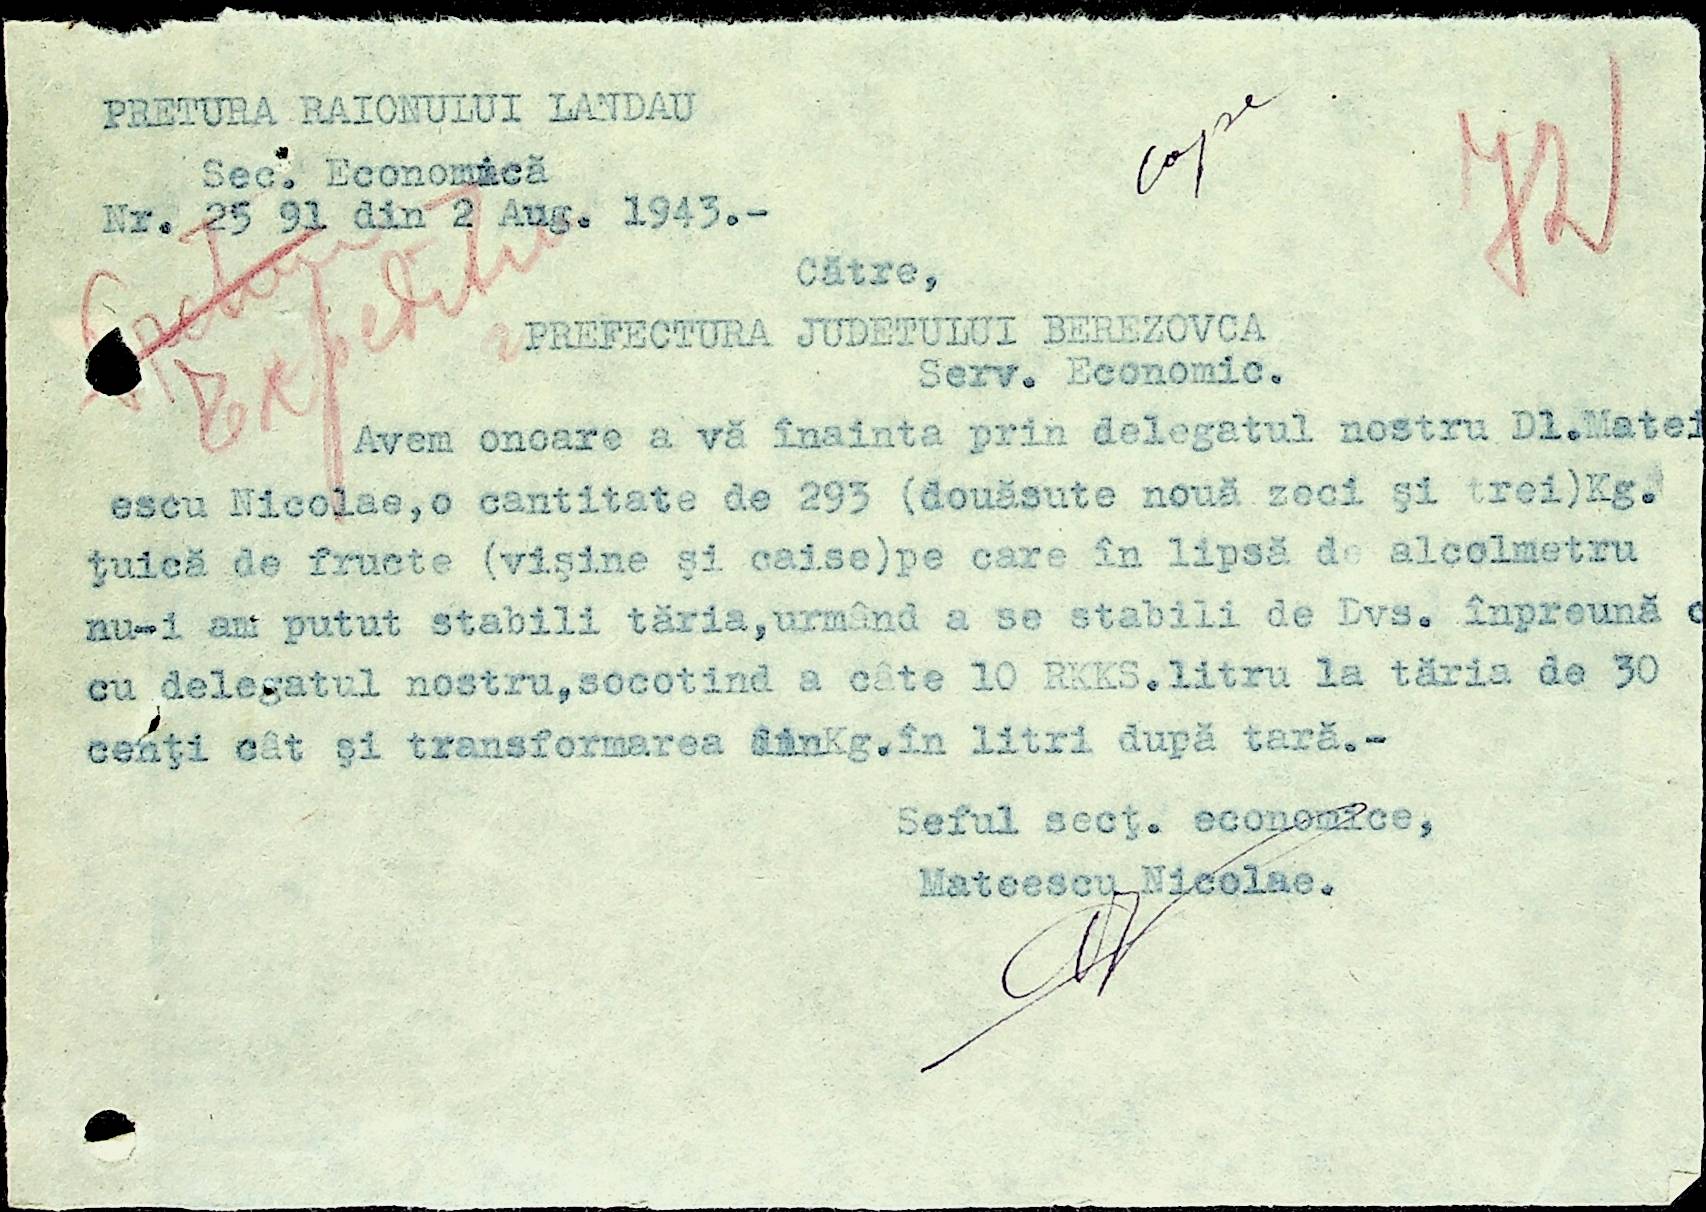 PRETURA RAIONULUI LANDAU
Sec. Economică
Nr. 25 91 din 2 Aug. 1943.-
copie
72
Expediția
Către,
PREFECTURA JUDETULUI BEREZOVCA
Serv. Economic.
Avem onoare a vă înainta prin delegatul nostru Dl.Matei
escu Nicolae,o cantitate de 293 (douăsute nouă zeci şi trei)Kg.
ţuică de fructe (vişine şi caise)pe care în lipsă de alcolmetru
nu-i am putut stabili tăria,urmând a se stabili de Dvs. înpreună c
cu delegatul nostru,socotind a câte 10 RKKS.litru la tăria de 30
cenţi cât şi transformarea dinKg.în litri după tară.-
Seful secţ. economice,
Mateescu Nicolae.